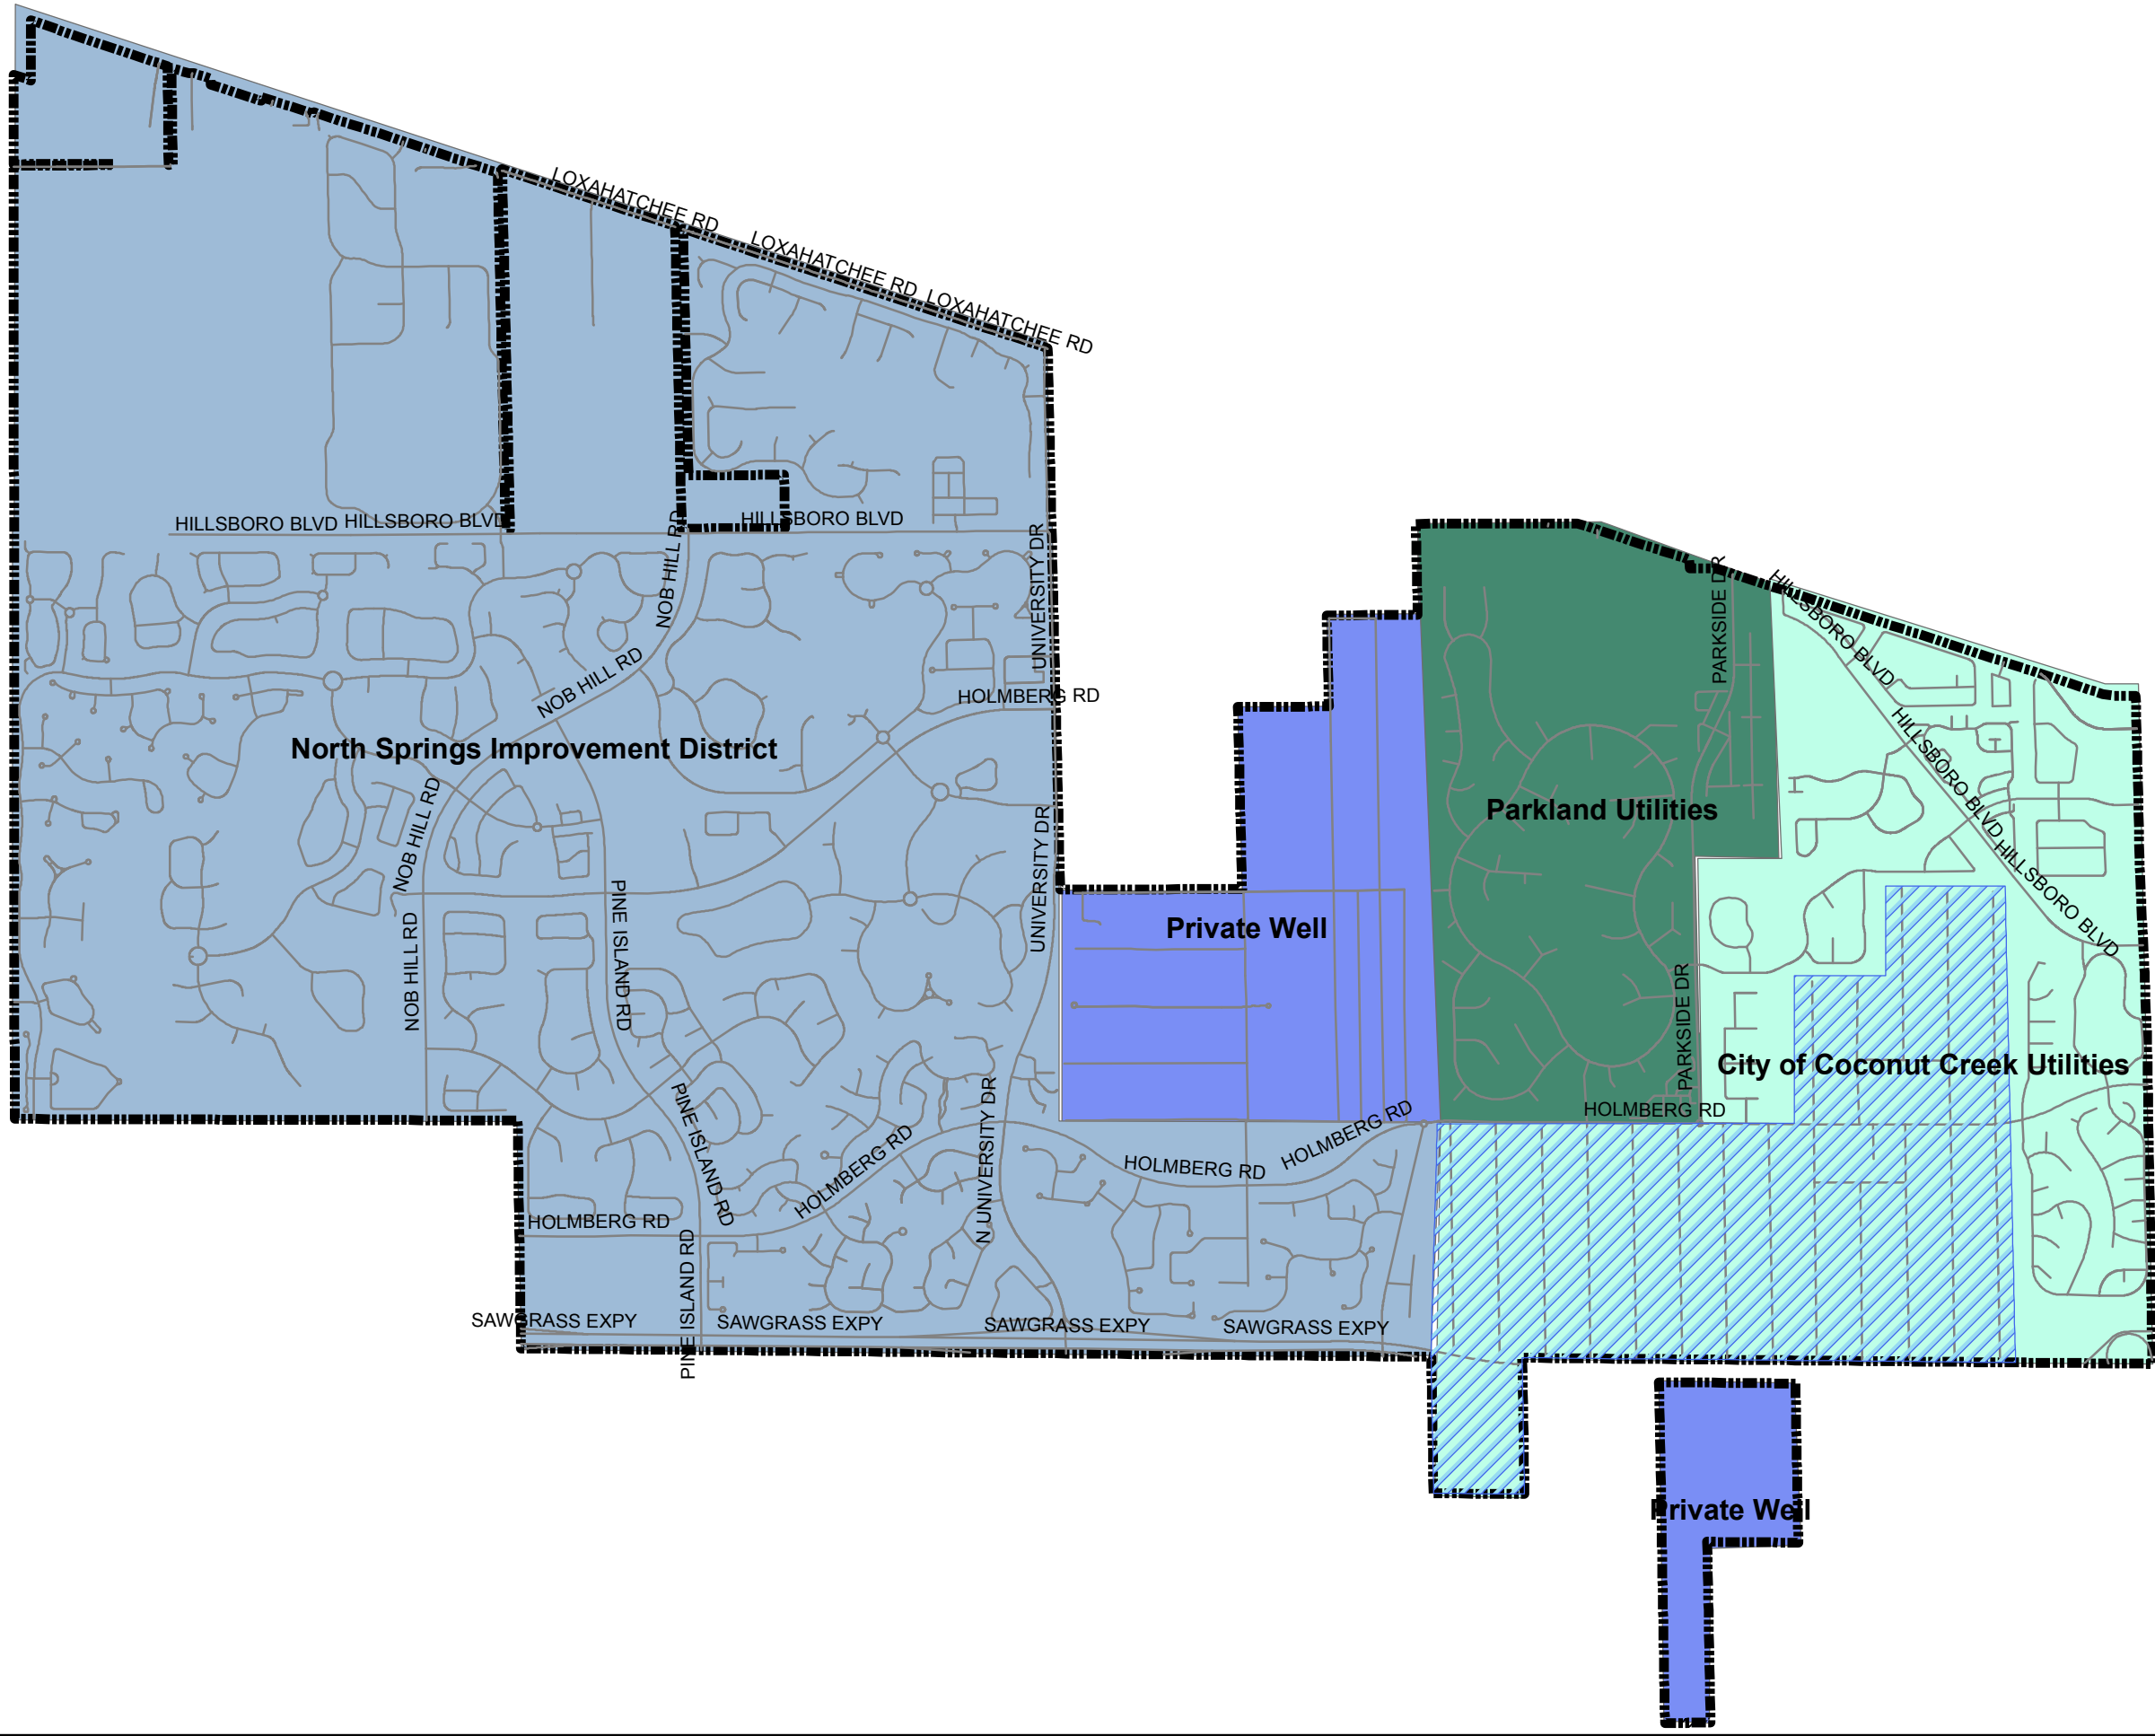 LOXAHATCHEE RD
LOXAHATCHEE RD
LOXAHATCHEE RD
HILLSBORO BLVD
HILLSBORO BLVD
HILLSBORO BLVD
NOB HILL RD
UNIVERSITY DR
PARKSIDE DR
HILLSBORO BLVD
NOB HILL RD
HOLMBERG RD
North Springs Improvement District
HILLSBORO BLVD
NOB HILL RD
Parkland Utilities
UNIVERSITY DR
HILLSBORO BLVD
PINE ISLAND RD
Private Well
NOB HILL RD
PARKSIDE DR
City of Coconut Creek Utilities
PINE ISLAND RD
N UNIVERSITY DR
HOLMBERG RD
HOLMBERG RD
HOLMBERG RD
HOLMBERG RD
HOLMBERG RD
PINE ISLAND RD
SAWGRASS EXPY
SAWGRASS EXPY
SAWGRASS EXPY
SAWGRASS EXPY
Private Well